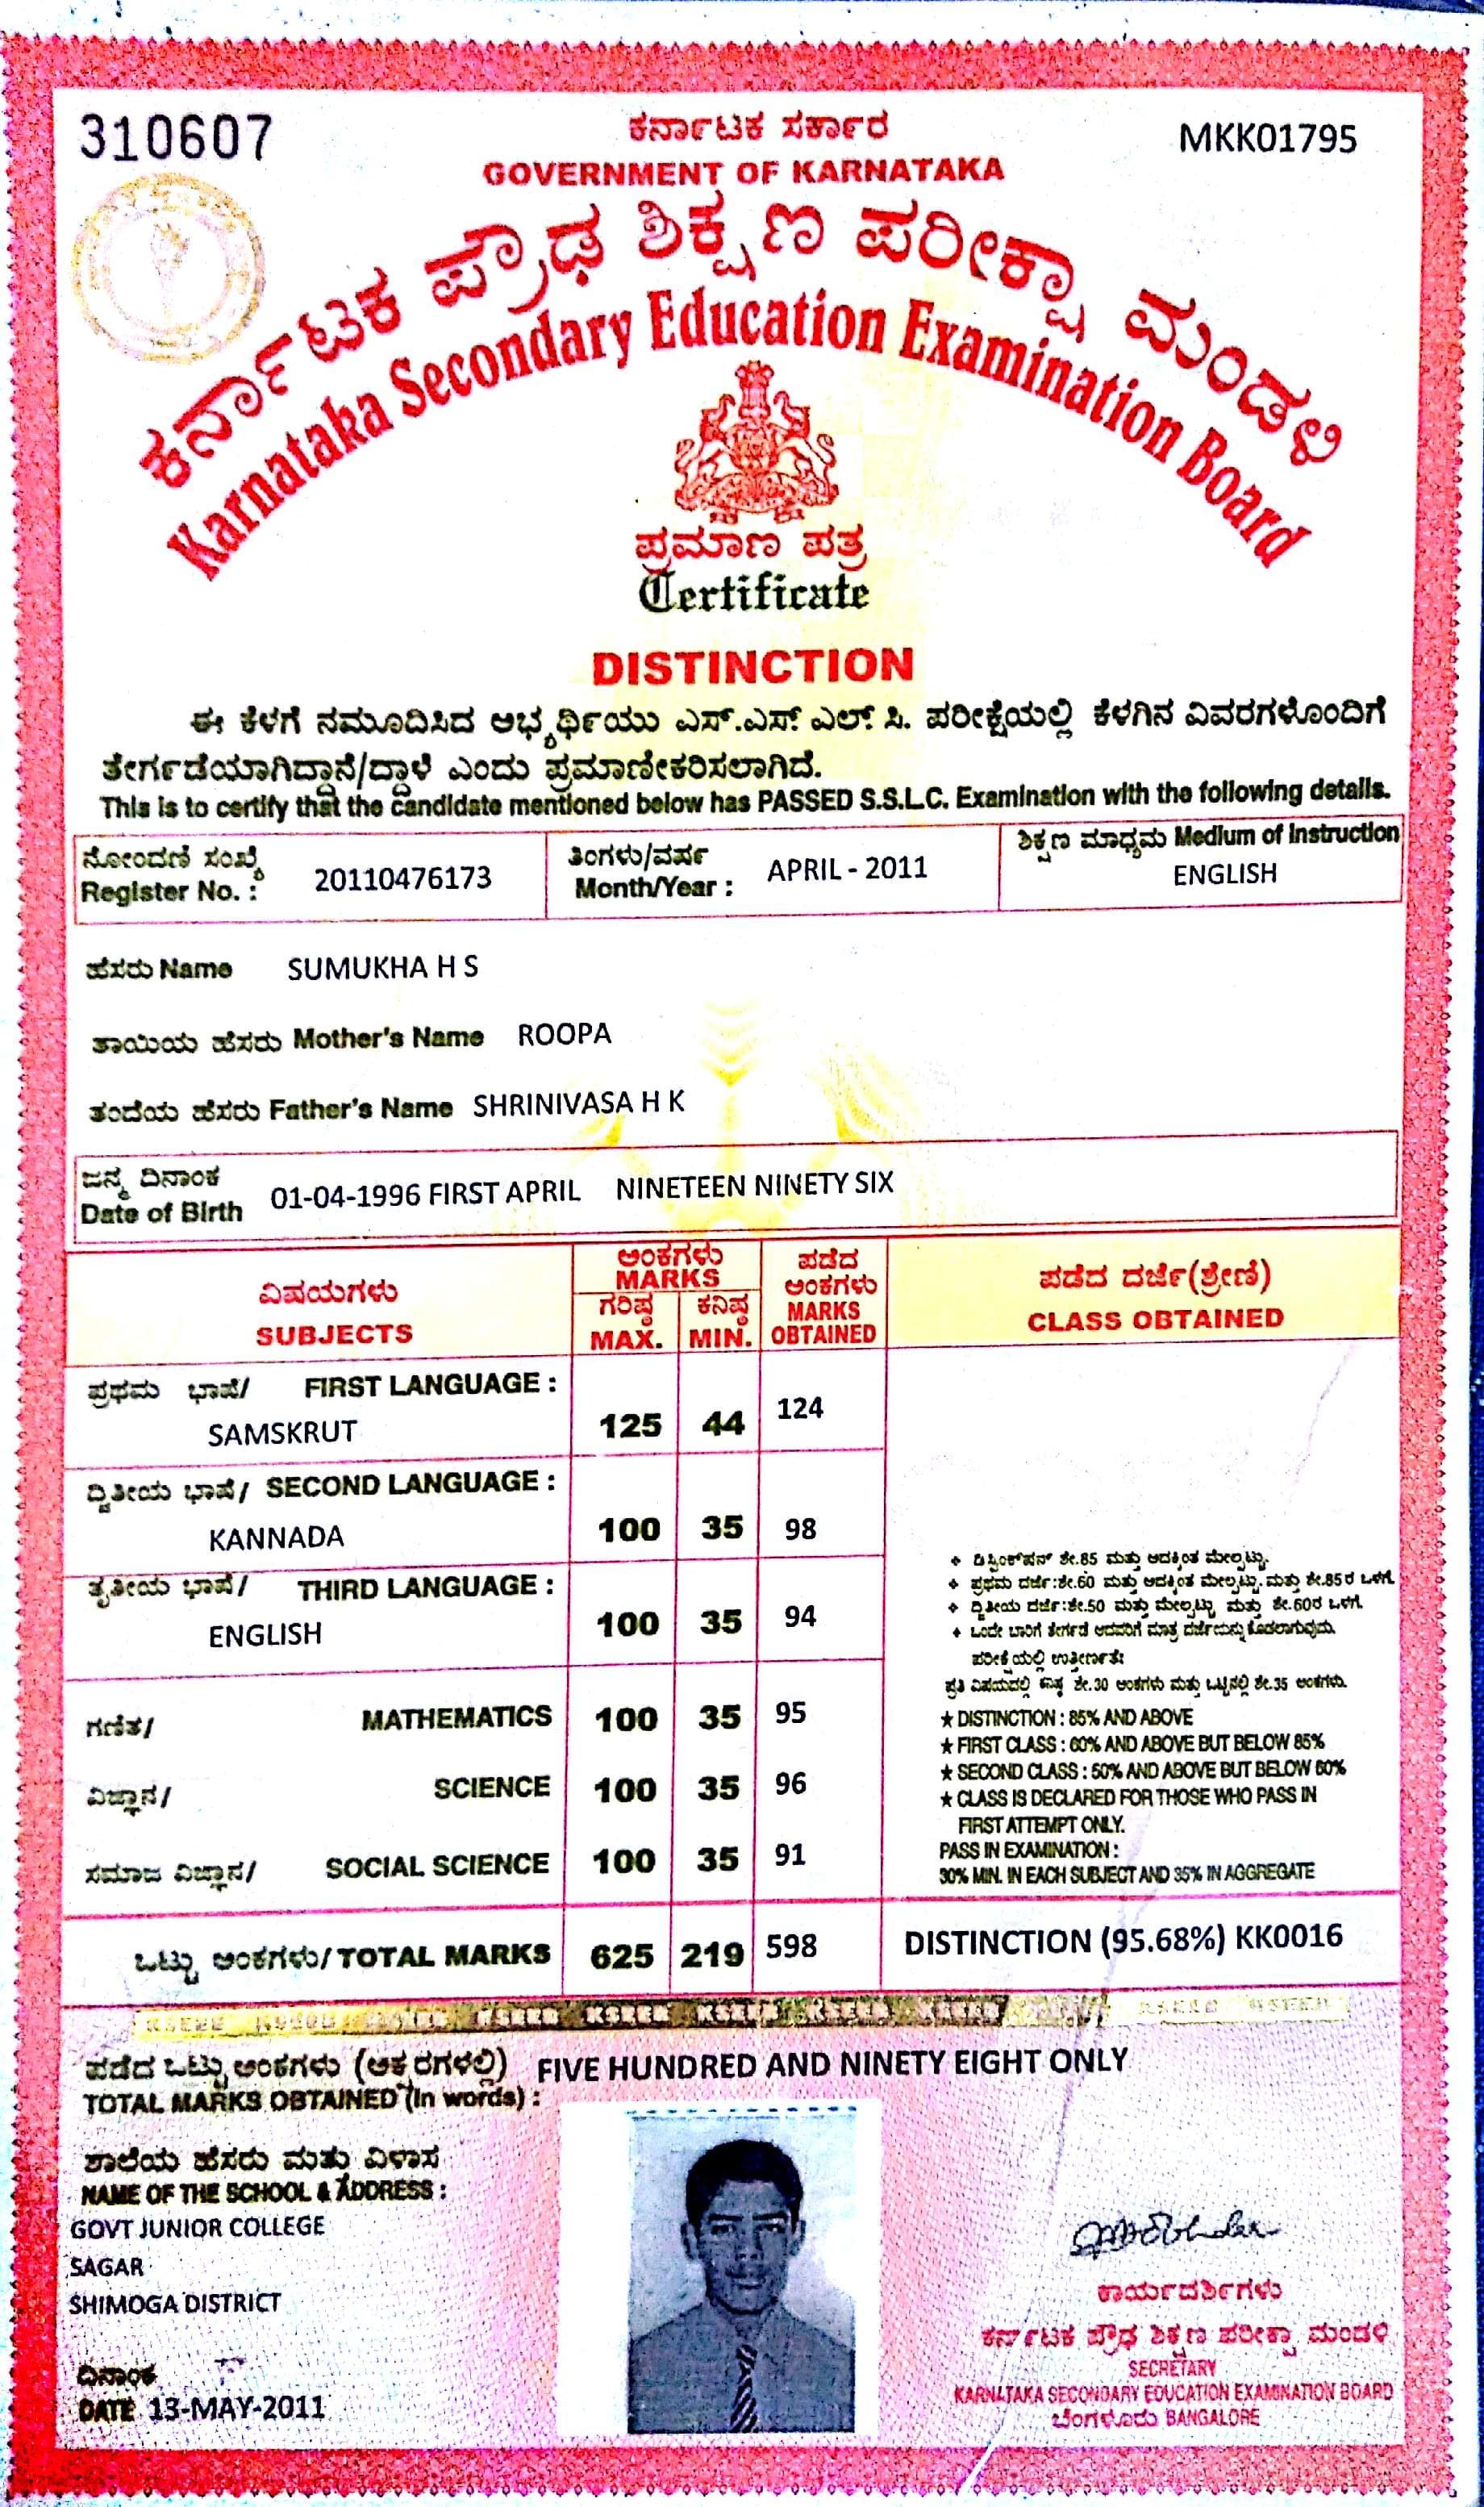 310607
MKK01795
ಕರ್ನಾಟಕ ಸರ್ಕಾರ
GOVERNMENT OF KARNATAKA
ಕರ್ನಾಟಕ ಪ್ರೌಢ ಶಿಕ್ಷಣ ಪರೀಕ್ಷಾ ಮಂಡಳಿ
Karnataka Secondary Education Examination Board
ಪ್ರಮಾಣ ಪತ್ರ
Certificate
DISTINCTION
ಈ ಕೆಳಗೆ ನಮೂದಿಸಿದ ಅಭ್ಯರ್ಥಿಯು ಎಸ್.ಎಸ್. ಎಲ್. ಸಿ. ಪರೀಕ್ಷೆಯಲ್ಲಿ ಕೆಳಗಿನ ವಿವರಗಳೊಂದಿಗೆ
ತೇರ್ಗಡೆಯಾಗಿದ್ದಾನೆ/ದ್ದಾಳೆ ಎಂದು ಪ್ರಮಾಣೀಕರಿಸಲಾಗಿದೆ.
This is to certify that the candidate mentioned below has PASSED S.S.L.C. Examination with the following details.
ನೋಂದಣಿ ಸಂಖ್ಯೆ
Register No. : 20110476173
ತಿಂಗಳು/ವರ್ಷ
Month/Year : APRIL - 2011
ಶಿಕ್ಷಣ ಮಾಧ್ಯಮ Medium of Instruction
ENGLISH
ಹೆಸರು Name SUMUKHA H S
ತಾಯಿಯ ಹೆಸರು Mother's Name ROOPA
ತಂದೆಯ ಹೆಸರು Father's Name SHRINIVASA H K
ಜನ್ಮ ದಿನಾಂಕ
Date of Birth 01-04-1996 FIRST APRIL NINETEEN NINETY SIX
ವಿಷಯಗಳು
SUBJECTS
ಅಂಕಗಳು
MARKS
ಗರಿಷ್ಠ
MAX.
ಕನಿಷ್ಠ
MIN.
ಪಡೆದ
ಅಂಕಗಳು
MARKS
OBTAINED
ಪಡೆದ ದರ್ಜೆ(ಶ್ರೇಣಿ)
CLASS OBTAINED
ಪ್ರಥಮ ಭಾಷೆ/ FIRST LANGUAGE :
SAMSKRUT 125 44 124
ದ್ವಿತೀಯ ಭಾಷೆ/ SECOND LANGUAGE :
KANNADA 100 35 98
ತೃತೀಯ ಭಾಷೆ/ THIRD LANGUAGE :
ENGLISH 100 35 94
ಗಣಿತ/ MATHEMATICS 100 35 95
ವಿಜ್ಞಾನ/ SCIENCE 100 35 96
ಸಮಾಜ ವಿಜ್ಞಾನ/ SOCIAL SCIENCE 100 35 91
❖ ಡಿಸ್ಟಿಂಕ್ಷನ್ ಶೇ.85 ಮತ್ತು ಅದಕ್ಕಿಂತ ಮೇಲ್ಪಟ್ಟು.
❖ ಪ್ರಥಮ ದರ್ಜೆ:ಶೇ.60 ಮತ್ತು ಅದಕ್ಕಿಂತ ಮೇಲ್ಪಟ್ಟು. ಮತ್ತು ಶೇ.85ರ ಒಳಗೆ.
❖ ದ್ವಿತೀಯ ದರ್ಜೆ:ಶೇ.50 ಮತ್ತು ಮೇಲ್ಪಟ್ಟು ಮತ್ತು ಶೇ.60ರ ಒಳಗೆ.
❖ ಒಂದೇ ಬಾರಿಗೆ ತೇರ್ಗಡೆ ಆದವರಿಗೆ ಮಾತ್ರ ದರ್ಜೆಯನ್ನು ಕೊಡಲಾಗುವುದು.
ಪರೀಕ್ಷೆಯಲ್ಲಿ ಉತ್ತೀರ್ಣತೆ:
ಪ್ರತಿ ವಿಷಯದಲ್ಲಿ ಕನಿಷ್ಠ ಶೇ.30 ಅಂಕಗಳು ಮತ್ತು ಒಟ್ಟಿನಲ್ಲಿ ಶೇ.35 ಅಂಕಗಳು.
★ DISTINCTION : 85% AND ABOVE
★ FIRST CLASS : 60% AND ABOVE BUT BELOW 85%
★ SECOND CLASS : 50% AND ABOVE BUT BELOW 60%
★ CLASS IS DECLARED FOR THOSE WHO PASS IN
FIRST ATTEMPT ONLY.
PASS IN EXAMINATION :
30% MIN. IN EACH SUBJECT AND 35% IN AGGREGATE
ಒಟ್ಟು ಅಂಕಗಳು/ TOTAL MARKS 625 219 598 DISTINCTION (95.68%) KK0016
KSEEB KSEEB KSEEB KSEEB KSEEB KSEEB
ಪಡೆದ ಒಟ್ಟು ಅಂಕಗಳು (ಅಕ್ಷರಗಳಲ್ಲಿ) FIVE HUNDRED AND NINETY EIGHT ONLY
TOTAL MARKS OBTAINED (In words) :
ಶಾಲೆಯ ಹೆಸರು ಮತ್ತು ವಿಳಾಸ
NAME OF THE SCHOOL & ADDRESS :
GOVT JUNIOR COLLEGE
SAGAR
SHIMOGA DISTRICT
ದಿನಾಂಕ
DATE 13-MAY-2011
ಕಾರ್ಯದರ್ಶಿಗಳು
ಕರ್ನಾಟಕ ಪ್ರೌಢ ಶಿಕ್ಷಣ ಪರೀಕ್ಷಾ ಮಂಡಳಿ
SECRETARY
KARNATAKA SECONDARY EDUCATION EXAMINATION BOARD
ಬೆಂಗಳೂರು BANGALORE